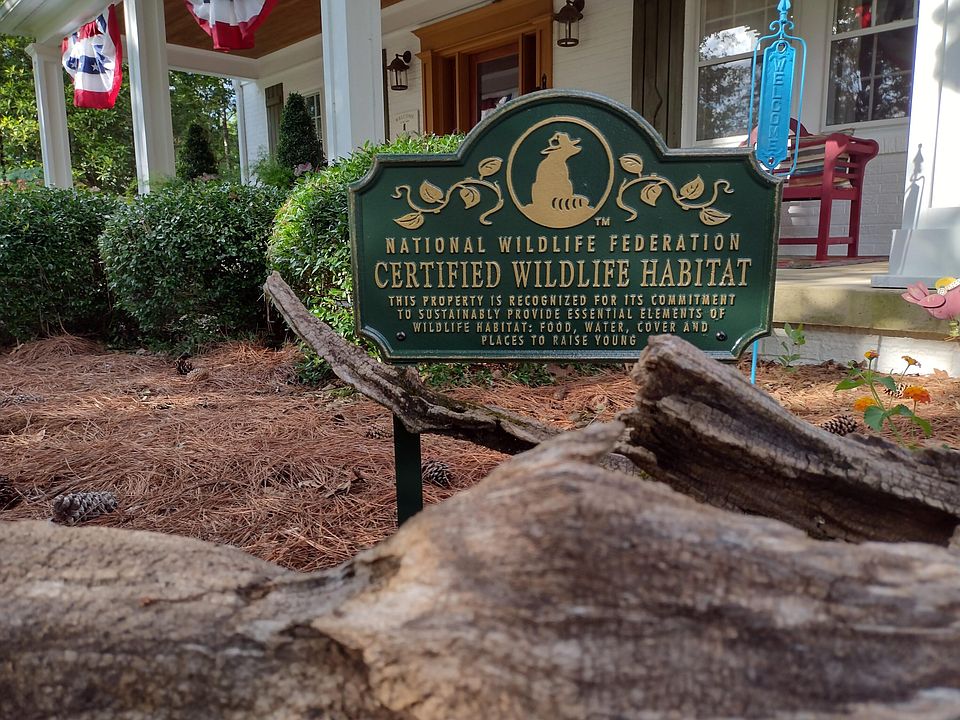 WELCOME
TM
NATIONAL WILDLIFE FEDERATION
CERTIFIED WILDLIFE HABITAT
THIS PROPERTY IS RECOGNIZED FOR ITS COMMITMENT
TO SUSTAINABLY PROVIDE ESSENTIAL ELEMENTS OF
WILDLIFE HABITAT: FOOD, WATER, COVER AND
PLACES TO RAISE YOUNG